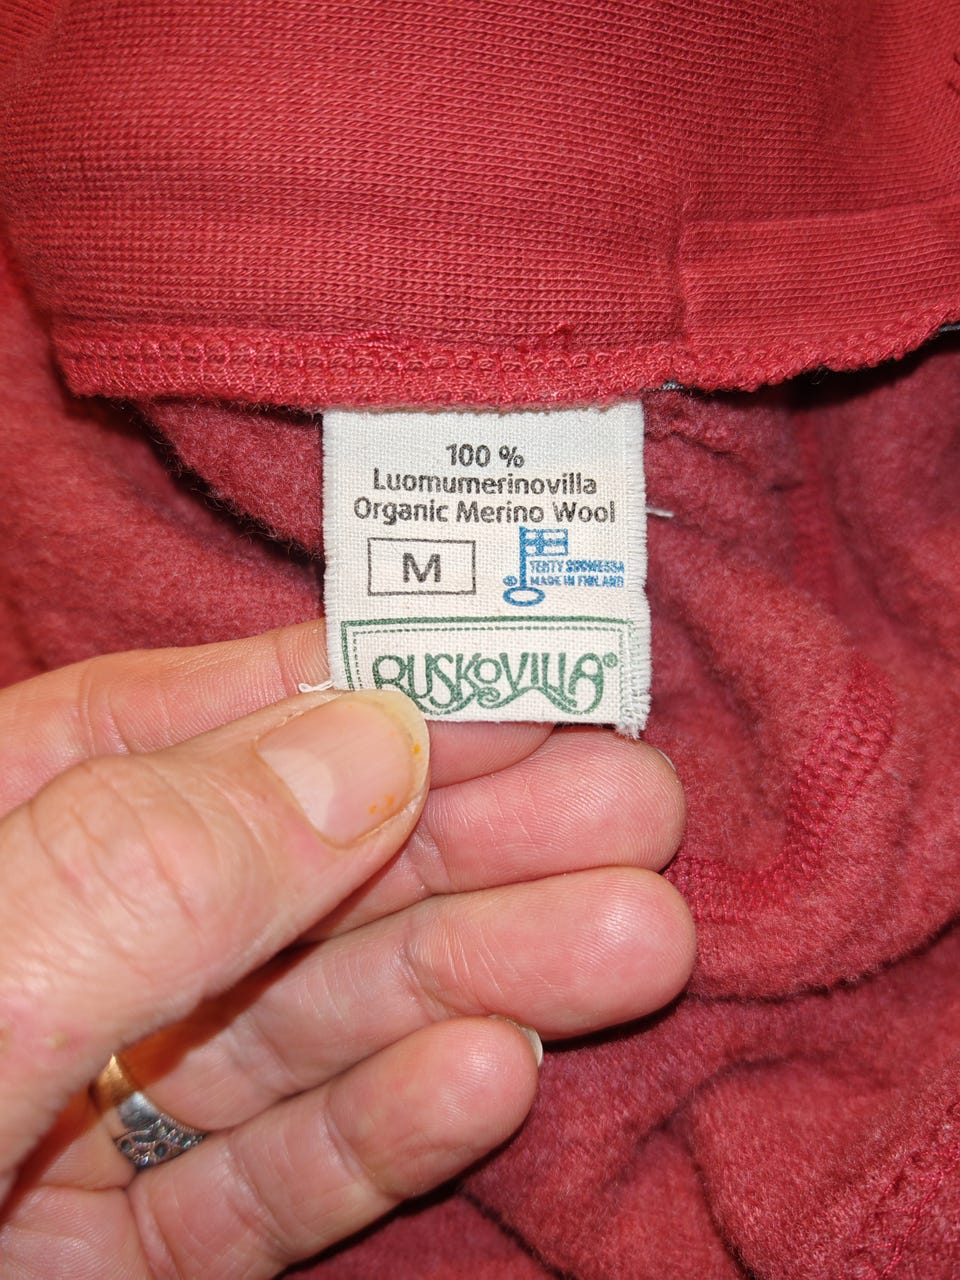 100 %
Luomumerinovilla
Organic Merino Wool
M
®
TEHTY SUOMESSA
MADE IN FINLAND
RUSKOVILLA®